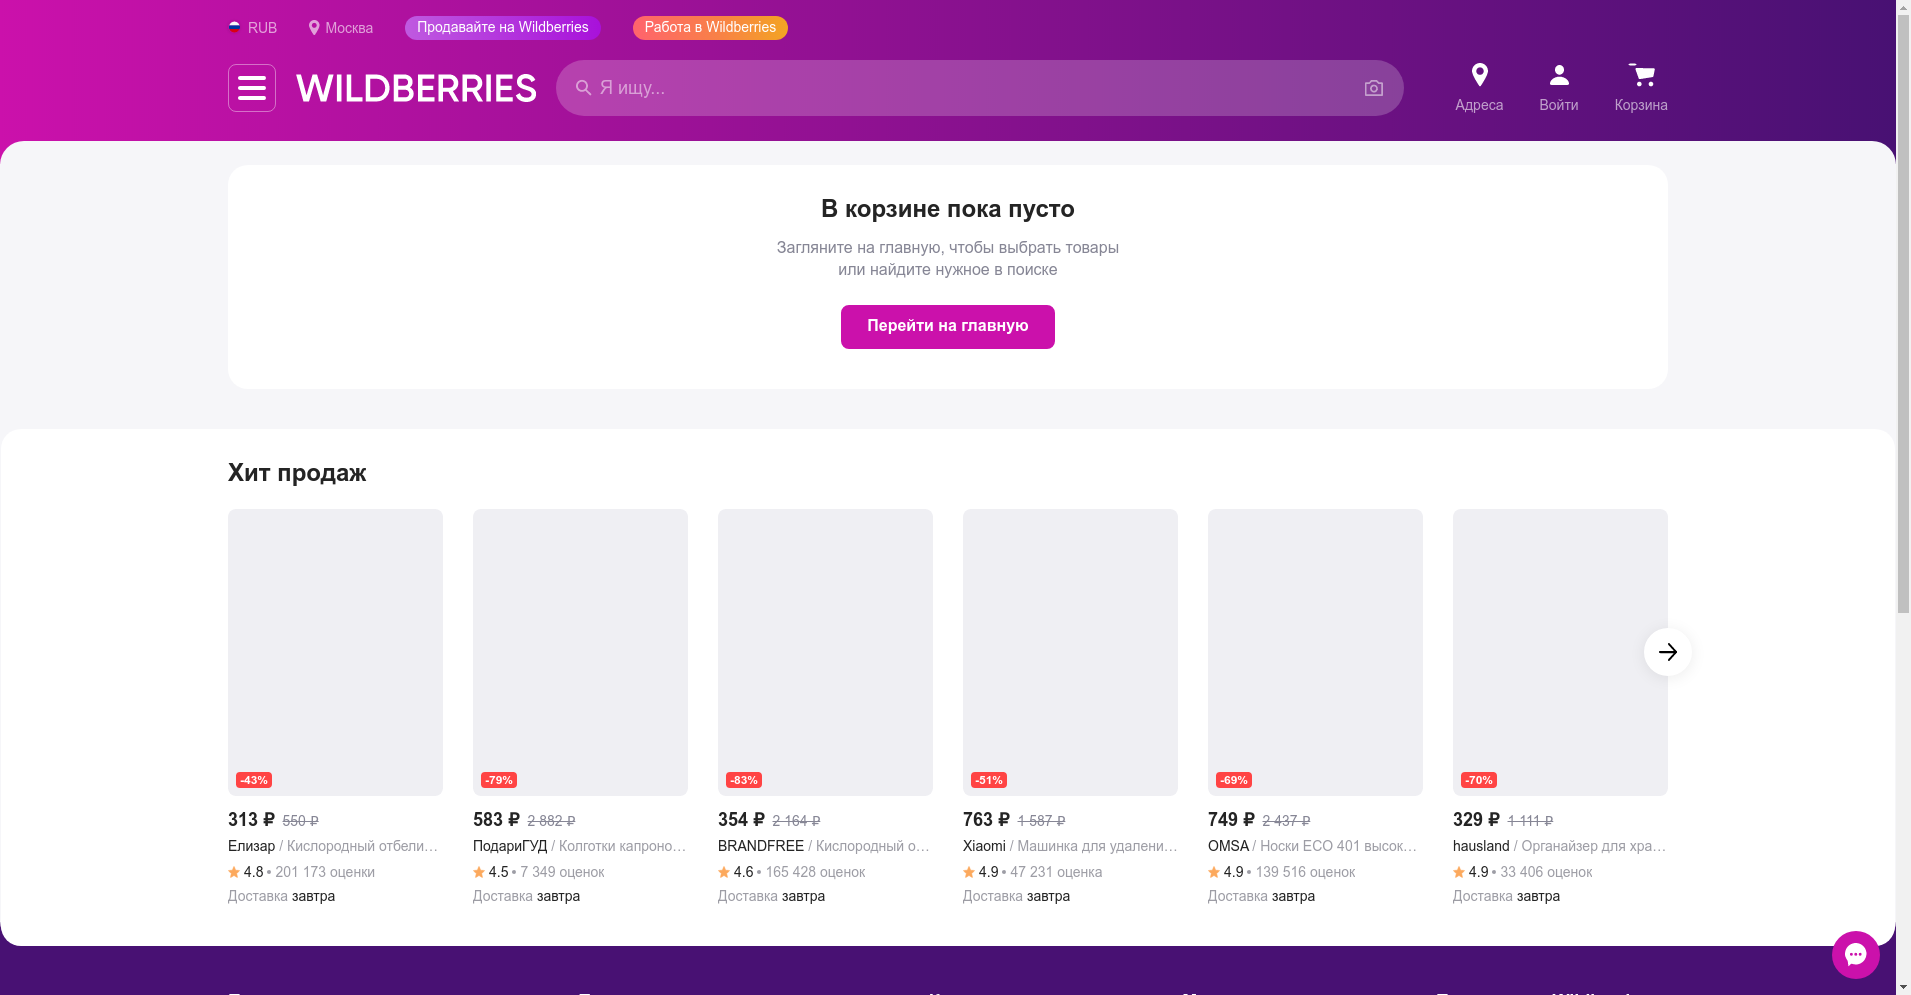 RUB
Москва
Продавайте на Wildberries
Работа в Wildberries
WILDBERRIES
Я ищу...
Адреса
Войти
Корзина
В корзине пока пусто
Загляните на главную, чтобы выбрать товары
или найдите нужное в поиске
Перейти на главную
Хит продаж
-43%
313 ₽ 550 ₽
Елизар / Кислородный отбели…
4.8 • 201 173 оценки
Доставка завтра
-79%
583 ₽ 2 882 ₽
ПодариГУД / Колготки капроно…
4.5 • 7 349 оценок
Доставка завтра
-83%
354 ₽ 2 164 ₽
BRANDFREE / Кислородный о…
4.6 • 165 428 оценок
Доставка завтра
-51%
763 ₽ 1 587 ₽
Xiaomi / Машинка для удалени…
4.9 • 47 231 оценка
Доставка завтра
-69%
749 ₽ 2 437 ₽
OMSA / Носки ECO 401 высок…
4.9 • 139 516 оценок
Доставка завтра
-70%
329 ₽ 1 111 ₽
hausland / Органайзер для хра…
4.9 • 33 406 оценок
Доставка завтра